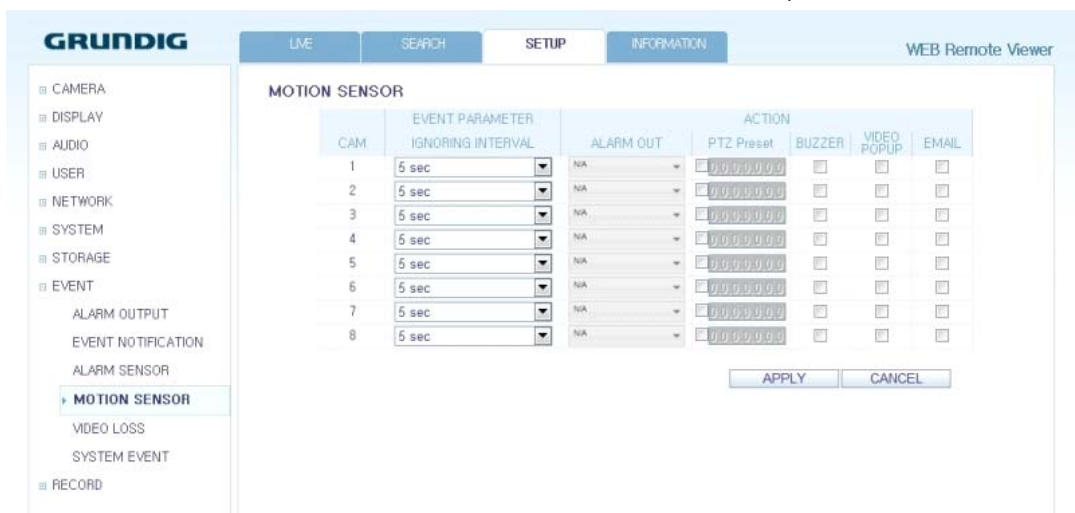 GRUNDIG
LIVE SEARCH SETUP INFORMATION
WEB Remote Viewer
CAMERA
DISPLAY
AUDIO
USER
NETWORK
SYSTEM
STORAGE
EVENT
ALARM OUTPUT
EVENT NOTIFICATION
ALARM SENSOR
MOTION SENSOR
VIDEO LOSS
SYSTEM EVENT
RECORD
MOTION SENSOR
EVENT PARAMETER ACTION
CAM IGNORING INTERVAL ALARM OUT PTZ Preset BUZZER VIDEO POPUP EMAIL
1 5 sec N/A
2 5 sec N/A
3 5 sec N/A
4 5 sec N/A
5 5 sec N/A
6 5 sec N/A
7 5 sec N/A
8 5 sec N/A
APPLY CANCEL